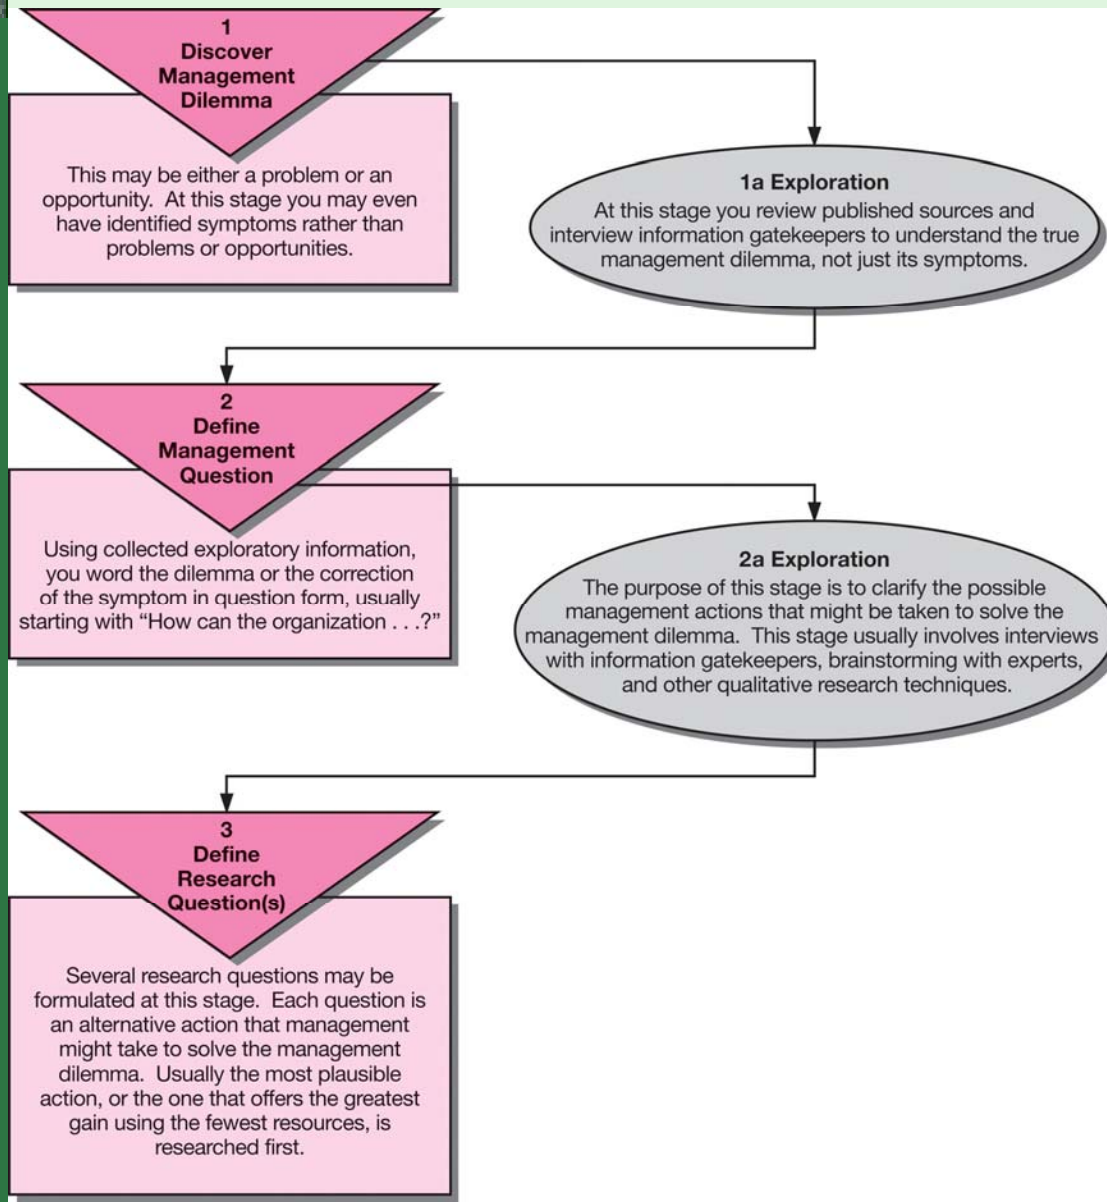 1
Discover
Management
Dilemma
This may be either a problem or an
opportunity. At this stage you may even
have identified symptoms rather than
problems or opportunities.
1a Exploration
At this stage you review published sources and
interview information gatekeepers to understand the true
management dilemma, not just its symptoms.
2
Define
Management
Question
Using collected exploratory information,
you word the dilemma or the correction
of the symptom in question form, usually
starting with “How can the organization . . .?”
2a Exploration
The purpose of this stage is to clarify the possible
management actions that might be taken to solve the
management dilemma. This stage usually involves interviews
with information gatekeepers, brainstorming with experts,
and other qualitative research techniques.
3
Define
Research
Question(s)
Several research questions may be
formulated at this stage. Each question is
an alternative action that management
might take to solve the management
dilemma. Usually the most plausible
action, or the one that offers the greatest
gain using the fewest resources, is
researched first.